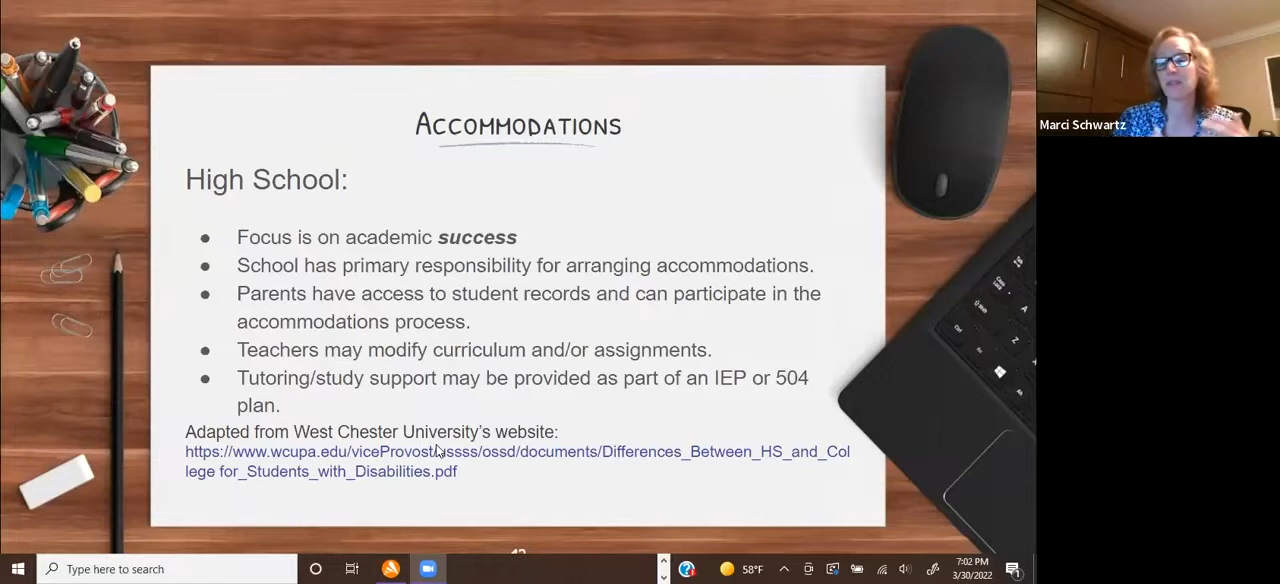 Accommodations
High School:
● Focus is on academic success
● School has primary responsibility for arranging accommodations.
● Parents have access to student records and can participate in the
accommodations process.
● Teachers may modify curriculum and/or assignments.
● Tutoring/study support may be provided as part of an IEP or 504
plan.
Adapted from West Chester University's website:
https://www.wcupa.edu/viceProvost/ussss/ossd/documents/Differences_Between_HS_and_Col
lege for_Students_with_Disabilities.pdf
Marci Schwartz
Type here to search
58°F
7:02 PM
3/30/2022
1